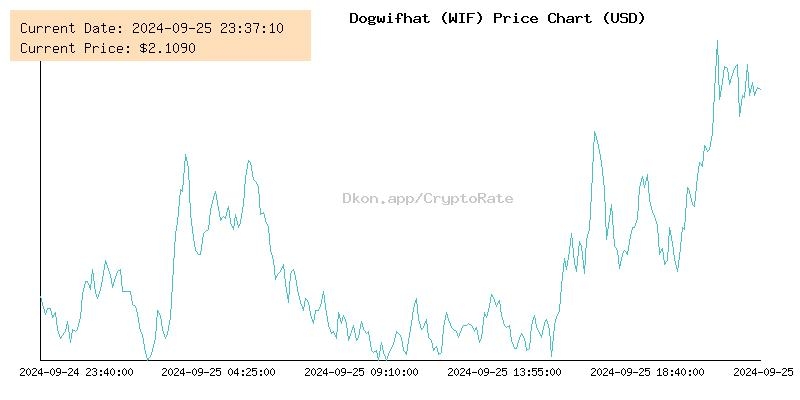 Dogwifhat (WIF) Price Chart (USD)
Current Date: 2024-09-25 23:37:10
Current Price: $2.1090
Dkon.app/CryptoRate
2024-09-24 23:40:00 2024-09-25 04:25:00 2024-09-25 09:10:00 2024-09-25 13:55:00 2024-09-25 18:40:00 2024-09-25